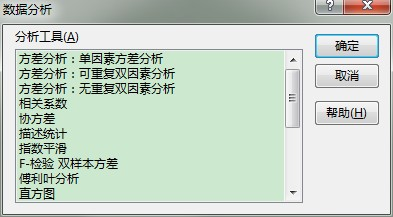 数据分析
分析工具(A)
方差分析：单因素方差分析
方差分析：可重复双因素分析
方差分析：无重复双因素分析
相关系数
协方差
描述统计
指数平滑
F-检验 双样本方差
傅利叶分析
直方图
确定
取消
帮助(H)